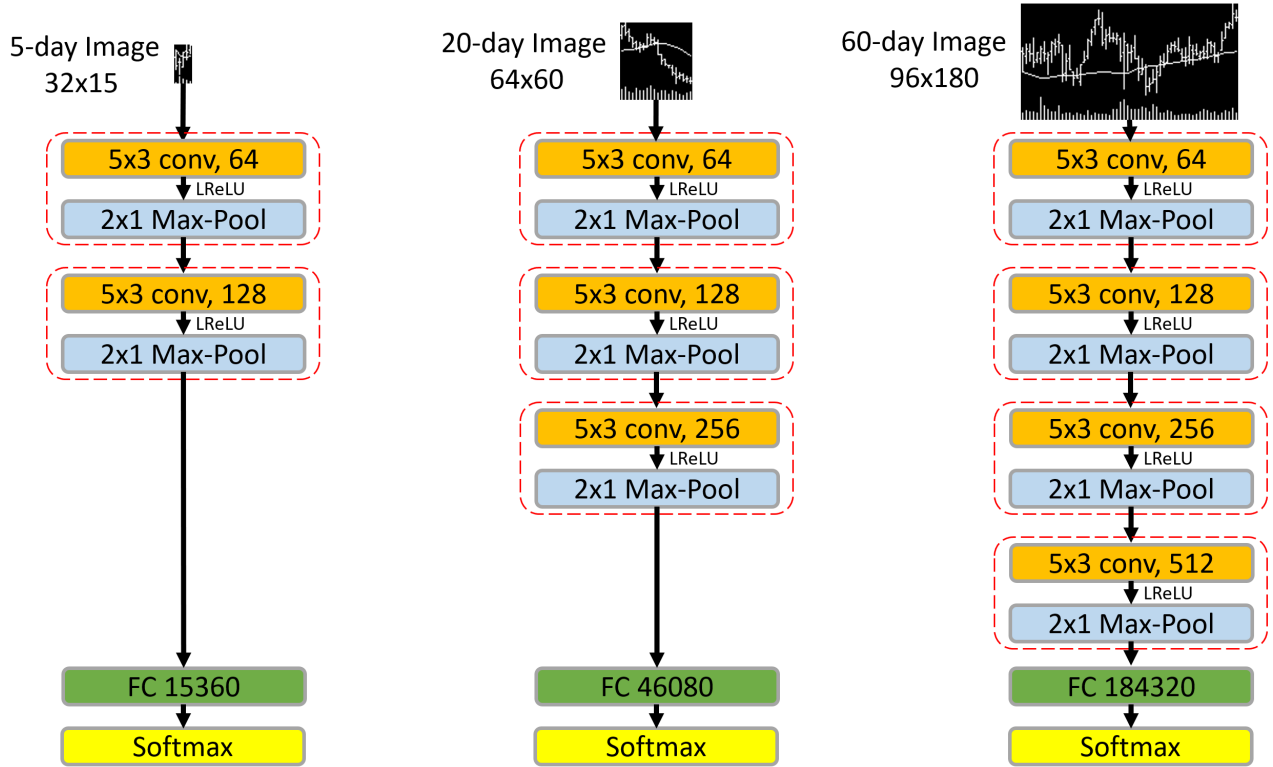 5-day Image
32x15
5x3 conv, 64
LReLU
2x1 Max-Pool
5x3 conv, 128
LReLU
2x1 Max-Pool
FC 15360
Softmax
20-day Image
64x60
5x3 conv, 64
LReLU
2x1 Max-Pool
5x3 conv, 128
LReLU
2x1 Max-Pool
5x3 conv, 256
LReLU
2x1 Max-Pool
FC 46080
Softmax
60-day Image
96x180
5x3 conv, 64
LReLU
2x1 Max-Pool
5x3 conv, 128
LReLU
2x1 Max-Pool
5x3 conv, 256
LReLU
2x1 Max-Pool
5x3 conv, 512
LReLU
2x1 Max-Pool
FC 184320
Softmax